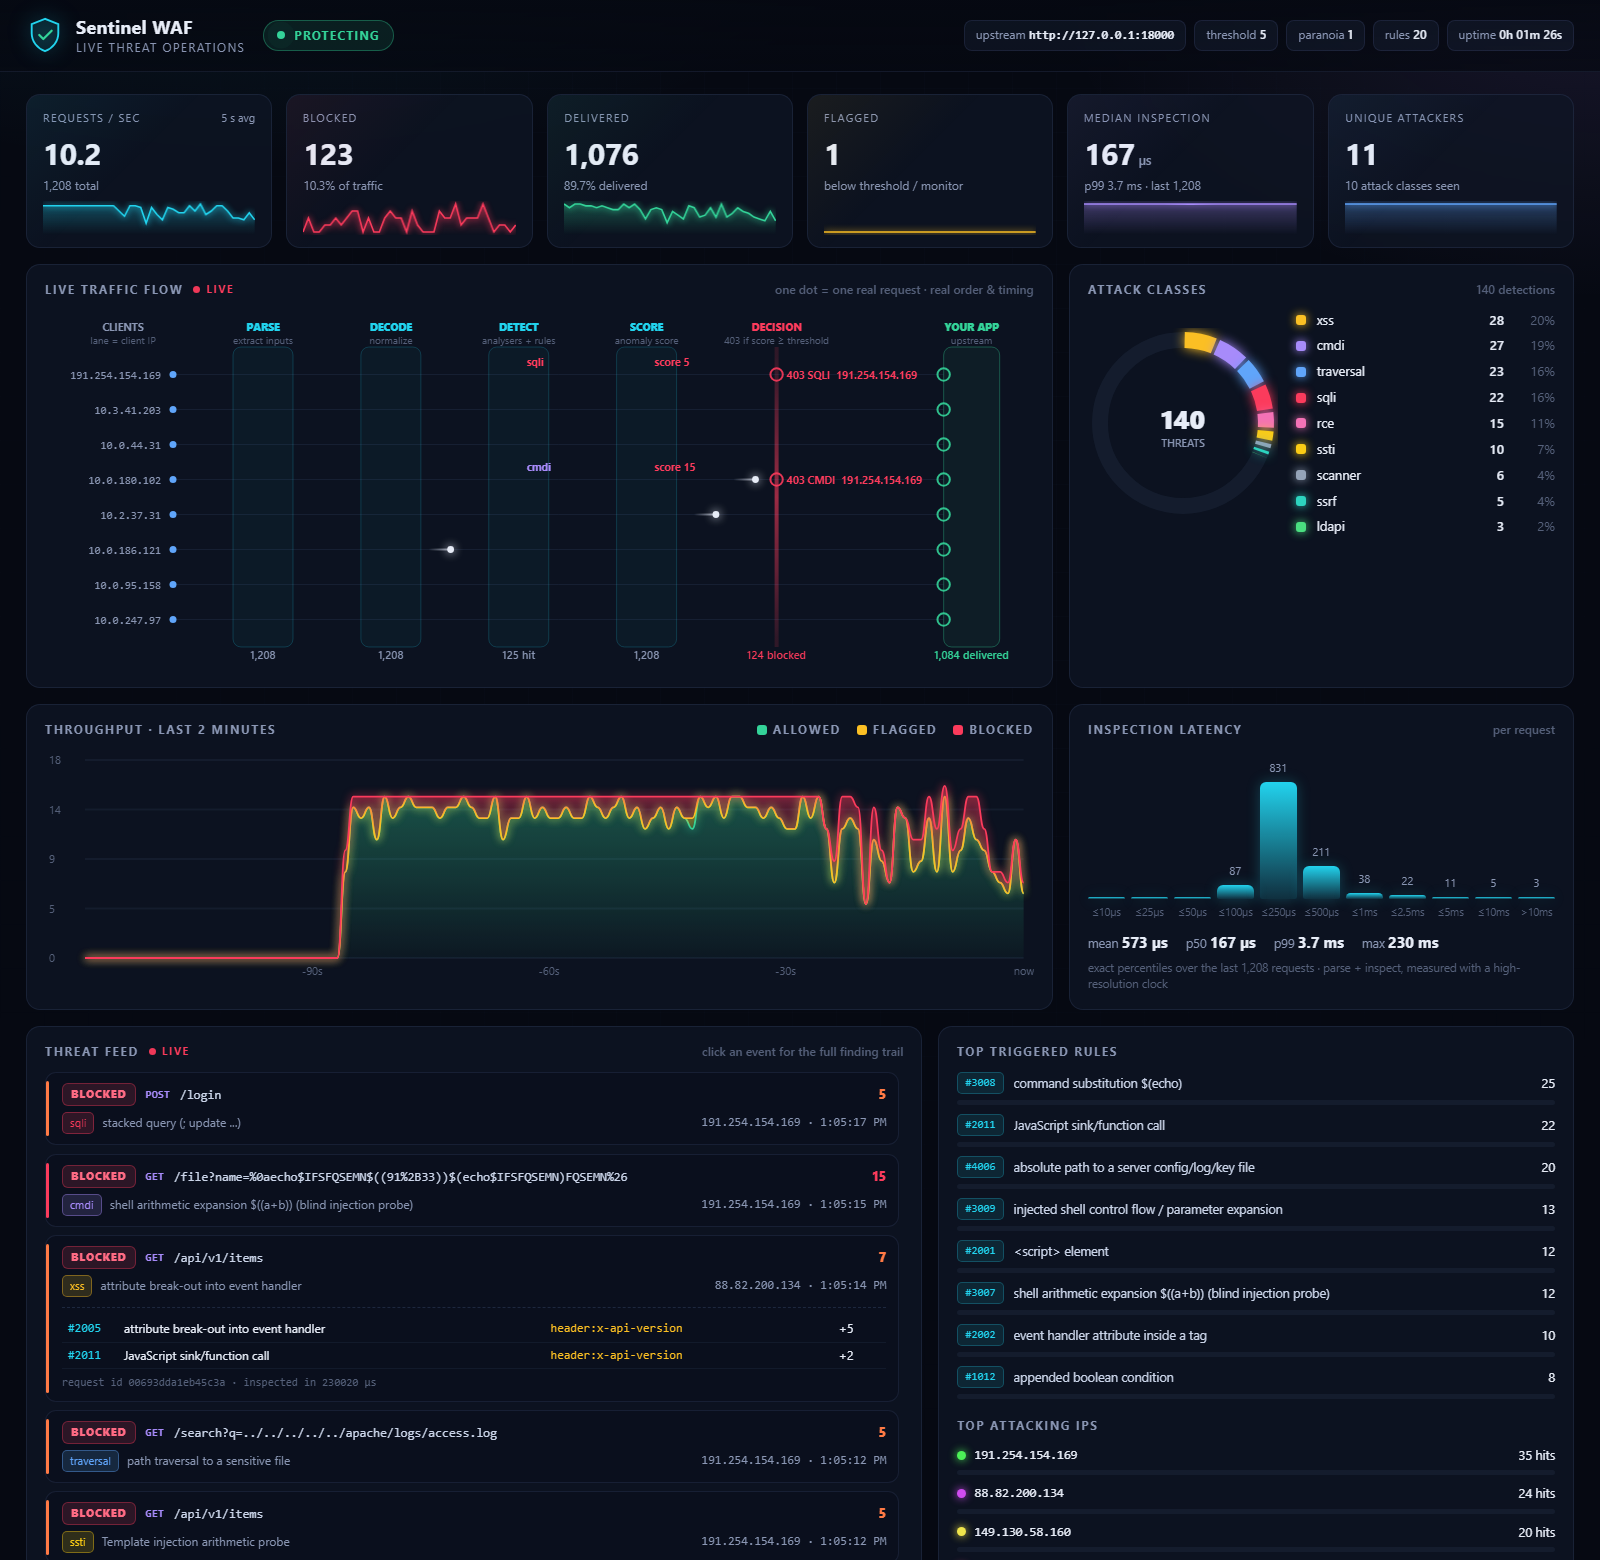 Sentinel WAF
LIVE THREAT OPERATIONS
PROTECTING
upstream http://127.0.0.1:18000
threshold 5
paranoia 1
rules 20
uptime 0h 01m 26s
REQUESTS / SEC
5 s avg
10.2
1,208 total
BLOCKED
123
10.3% of traffic
DELIVERED
1,076
89.7% delivered
FLAGGED
1
below threshold / monitor
MEDIAN INSPECTION
167 µs
p99 3.7 ms · last 1,208
UNIQUE ATTACKERS
11
10 attack classes seen
LIVE TRAFFIC FLOW
LIVE
one dot = one real request · real order & timing
CLIENTS
lane = client IP
PARSE
extract inputs
DECODE
normalize
DETECT
analysers + rules
SCORE
anomaly score
DECISION
403 if score ≥ threshold
YOUR APP
upstream
sqli
score 5
191.254.154.169
403 SQLI 191.254.154.169
10.3.41.203
10.0.44.31
cmdi
score 15
10.0.180.102
403 CMDI 191.254.154.169
10.2.37.31
10.0.186.121
10.0.95.158
10.0.247.97
1,208
1,208
125 hit
1,208
124 blocked
1,084 delivered
ATTACK CLASSES
140 detections
140
THREATS
xss 28 20%
cmdi 27 19%
traversal 23 16%
sqli 22 16%
rce 15 11%
ssti 10 7%
scanner 6 4%
ssrf 5 4%
ldapi 3 2%
THROUGHPUT · LAST 2 MINUTES
ALLOWED
FLAGGED
BLOCKED
18
14
9
5
0
-90s
-60s
-30s
now
INSPECTION LATENCY
per request
87
831
211
38
22
11
5
3
≤10µs
≤25µs
≤50µs
≤100µs
≤250µs
≤500µs
≤1ms
≤2.5ms
≤5ms
≤10ms
>10ms
mean 573 µs
p50 167 µs
p99 3.7 ms
max 230 ms
exact percentiles over the last 1,208 requests · parse + inspect, measured with a high-
resolution clock
THREAT FEED
LIVE
click an event for the full finding trail
BLOCKED POST /login 5
sqli stacked query (; update ...) 191.254.154.169 · 1:05:17 PM
BLOCKED GET /file?name=%0aecho$IFSFQSEMN$((91%2B33))$(echo$IFSFQSEMN)FQSEMN%26 15
cmdi shell arithmetic expansion $((a+b)) (blind injection probe) 191.254.154.169 · 1:05:15 PM
BLOCKED GET /api/v1/items 7
xss attribute break-out into event handler 88.82.200.134 · 1:05:14 PM
#2005 attribute break-out into event handler header:x-api-version +5
#2011 JavaScript sink/function call header:x-api-version +2
request id 00693dda1eb45c3a · inspected in 230020 µs
BLOCKED GET /search?q=../../../../../apache/logs/access.log 5
traversal path traversal to a sensitive file 191.254.154.169 · 1:05:12 PM
BLOCKED GET /api/v1/items 5
ssti Template injection arithmetic probe 191.254.154.169 · 1:05:12 PM
TOP TRIGGERED RULES
#3008 command substitution $(echo) 25
#2011 JavaScript sink/function call 22
#4006 absolute path to a server config/log/key file 20
#3009 injected shell control flow / parameter expansion 13
#2001 <script> element 12
#3007 shell arithmetic expansion $((a+b)) (blind injection probe) 12
#2002 event handler attribute inside a tag 10
#1012 appended boolean condition 8
TOP ATTACKING IPS
191.254.154.169 35 hits
88.82.200.134 24 hits
149.130.58.160 20 hits